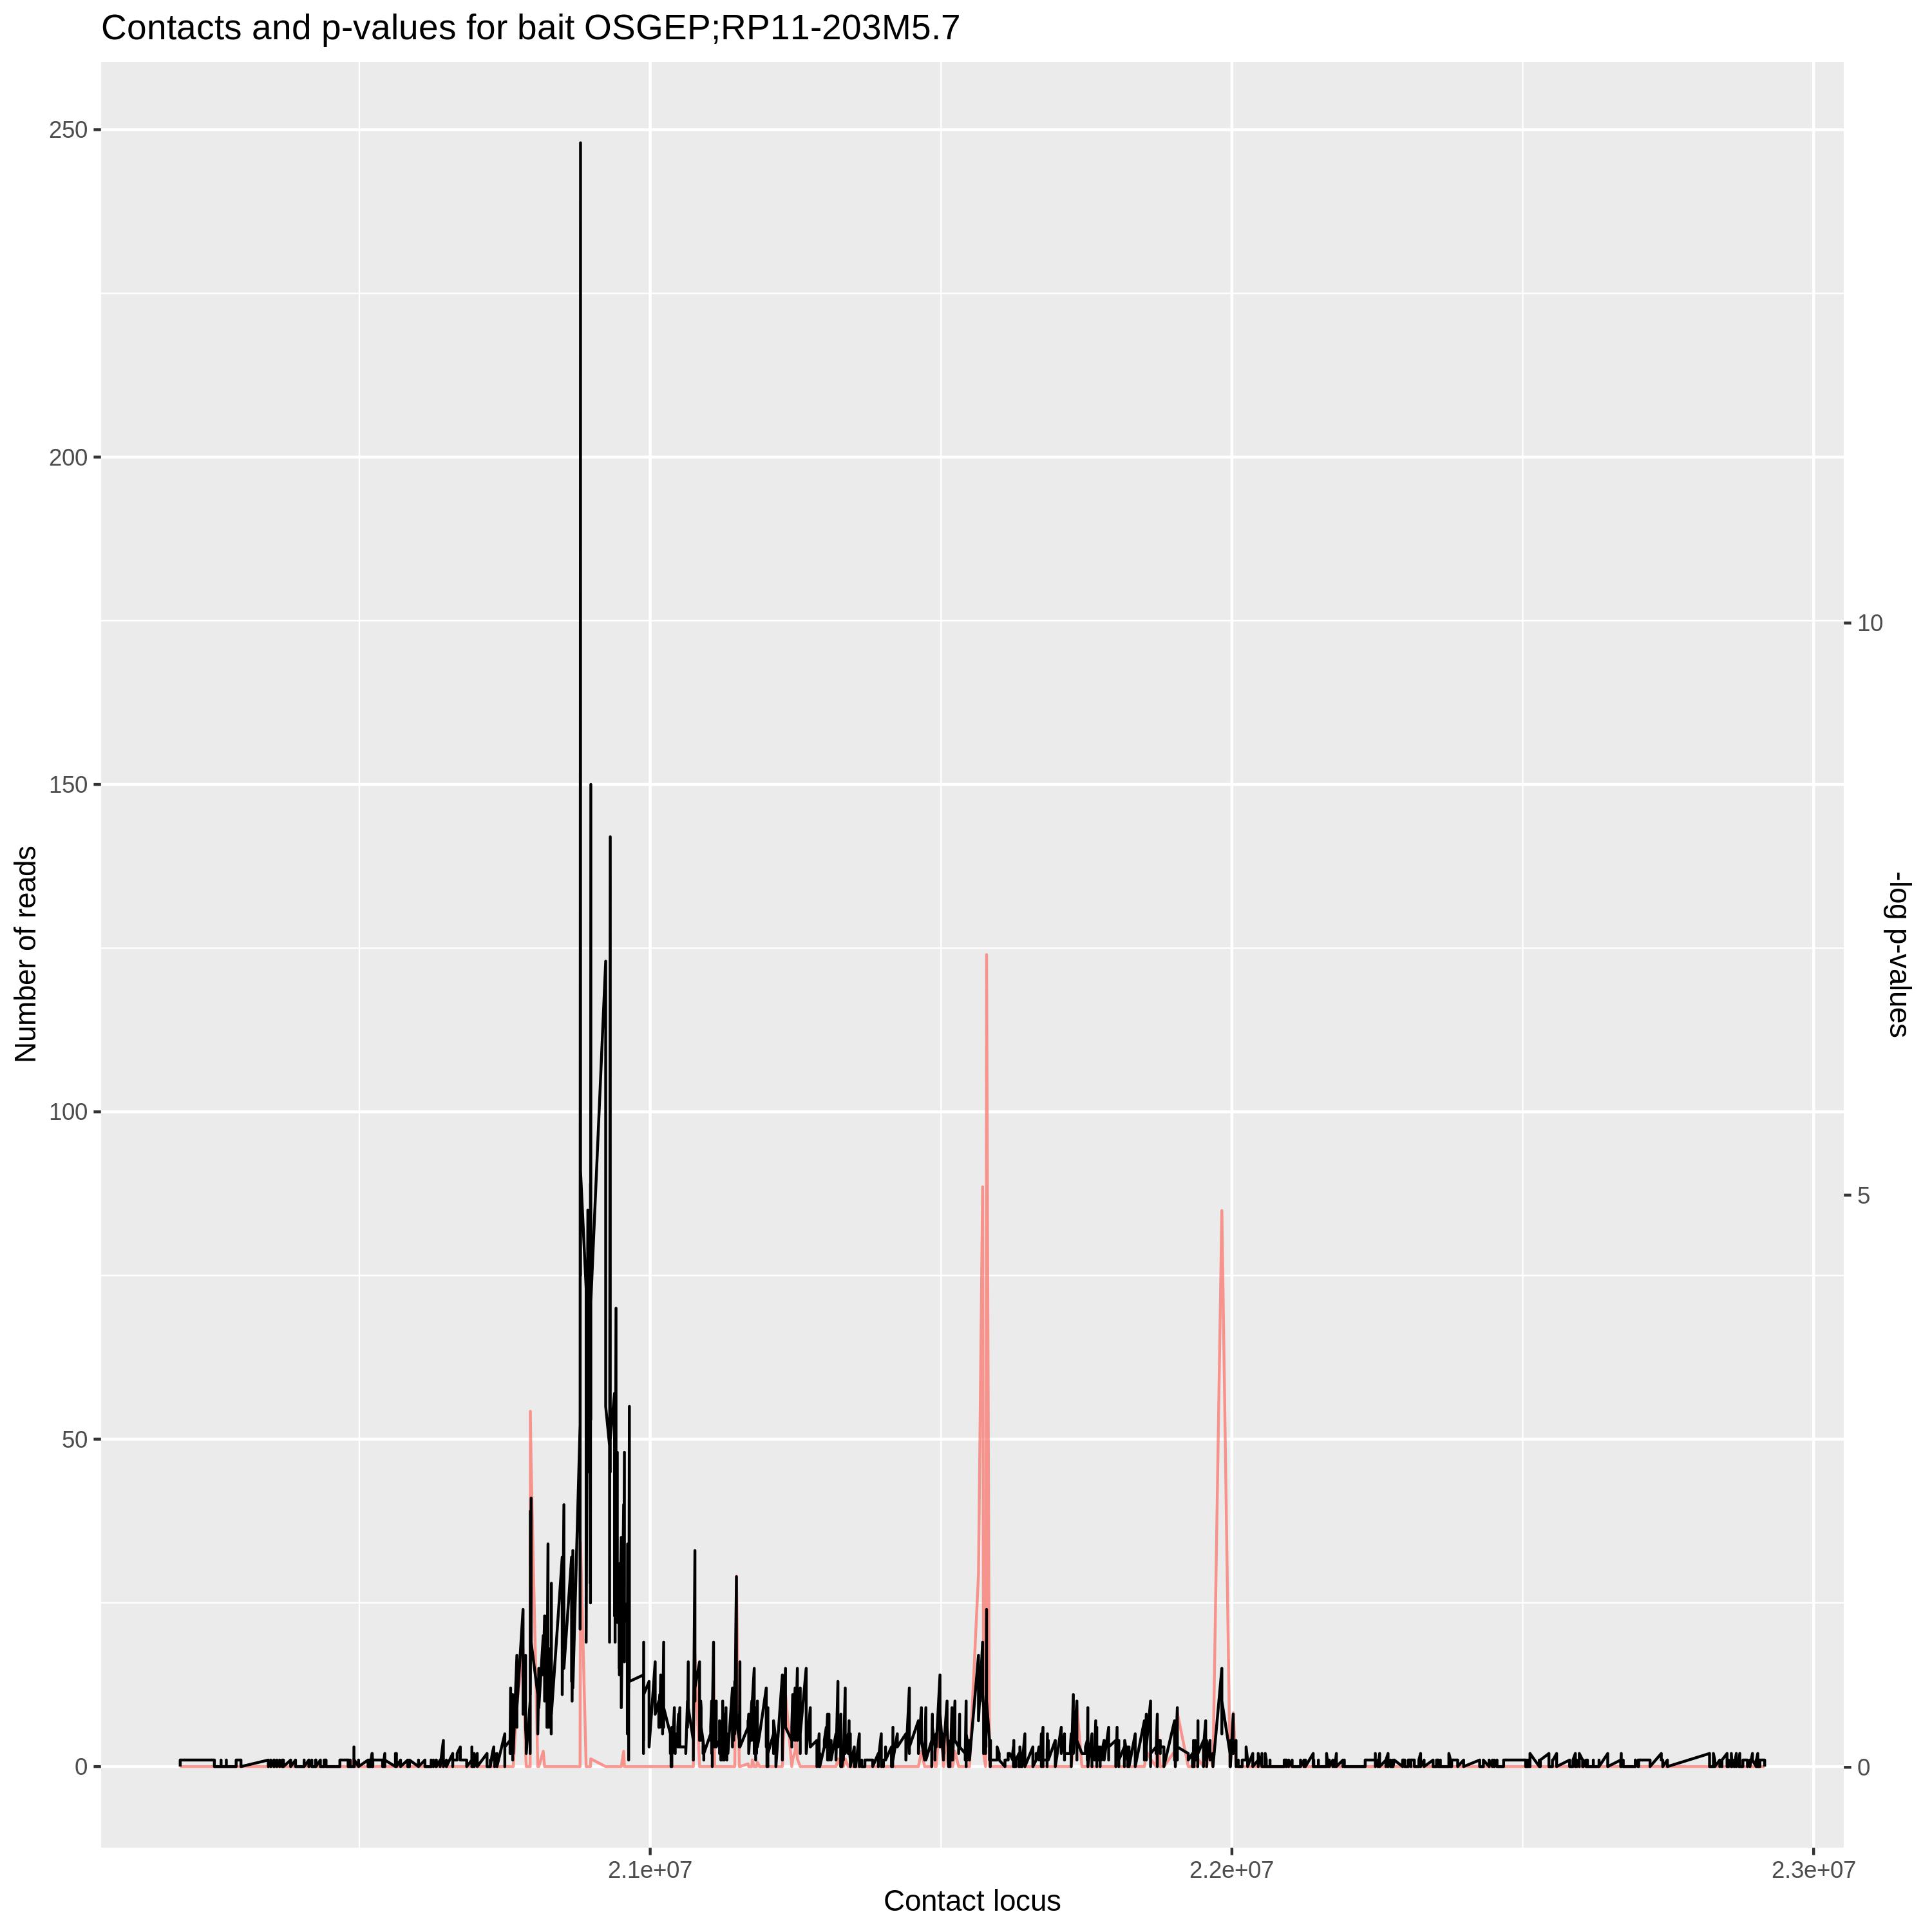 Contacts and p-values for bait OSGEP;RP11-203M5.7
250
200
150
100
50
0
Number of reads
10
5
0
-log p-values
2.1e+07
2.2e+07
2.3e+07
Contact locus